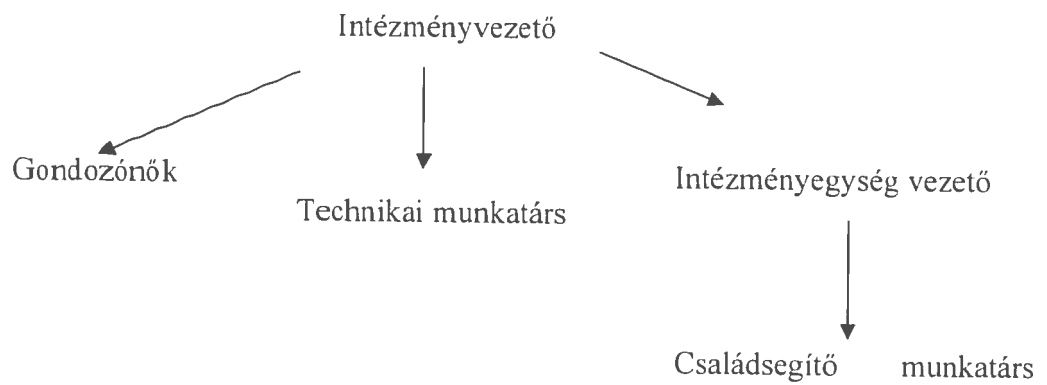 Intézményvezető
Gondozónők
Technikai munkatárs
Intézményegység vezető
Családsegítő munkatárs